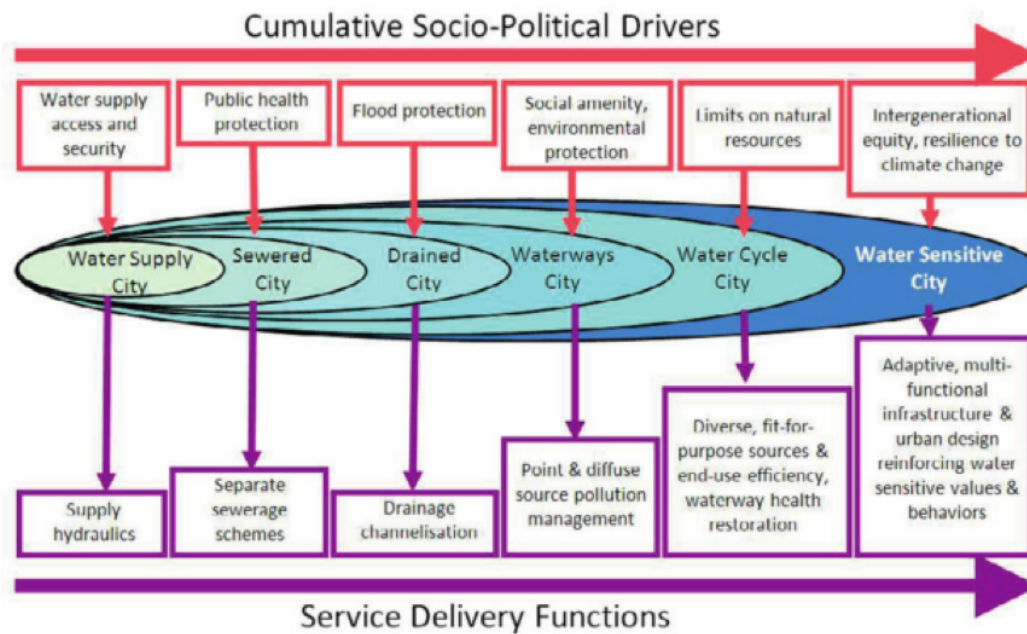 Cumulative Socio-Political Drivers
Water supply
access and
security
Public health
protection
Flood protection
Social amenity,
environmental
protection
Limits on natural
resources
Intergenerational
equity, resilience to
climate change
Water Supply
City
Sewered
City
Drained
City
Waterways
City
Water Cycle
City
Water Sensitive
City
Supply
hydraulics
Separate
sewerage
schemes
Drainage
channelisation
Point & diffuse
source pollution
management
Diverse, fit-for-
purpose sources &
end-use efficiency,
waterway health
restoration
Adaptive, multi-
functional
infrastructure &
urban design
reinforcing water
sensitive values &
behaviors
Service Delivery Functions